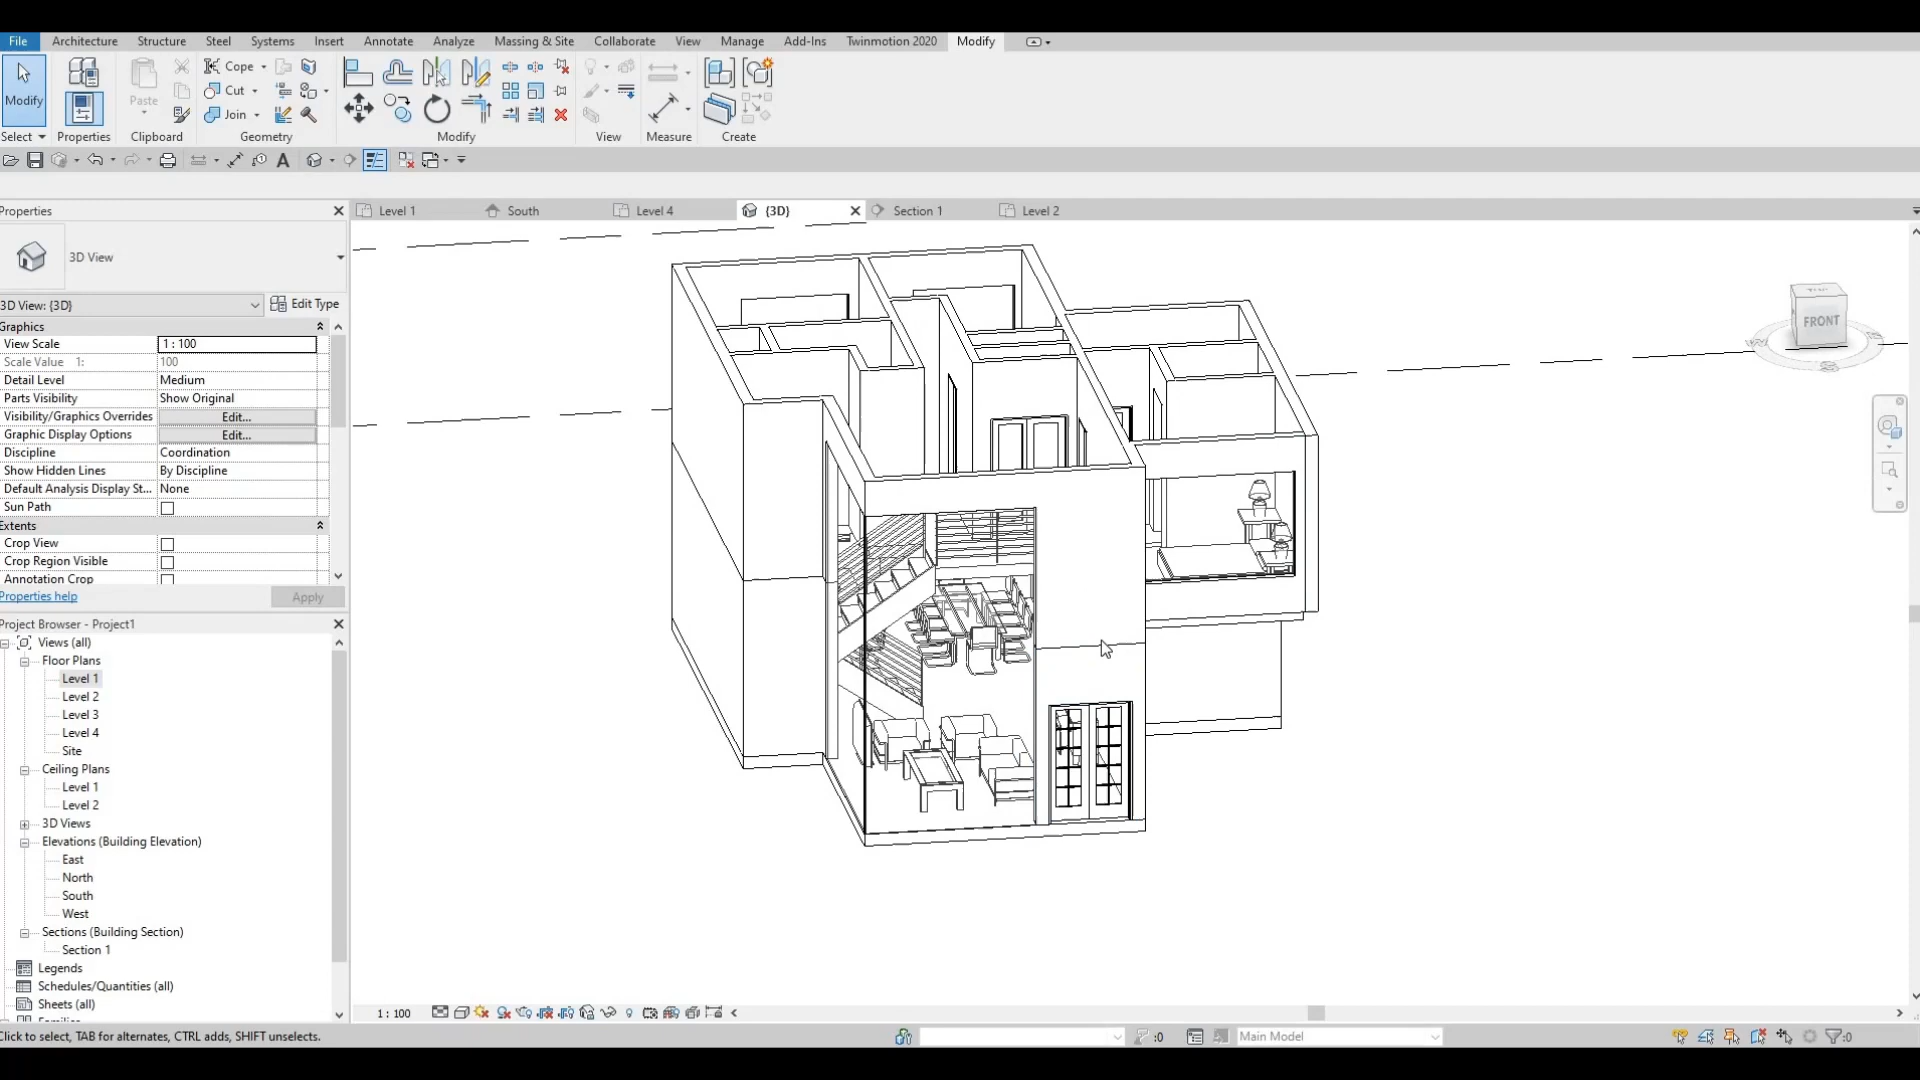 File Architecture Structure Steel Systems Insert Annotate Analyze Massing & Site Collaborate View Manage Add-Ins Twinmotion 2020 Modify
Modify Paste Cope Cut Join
Select Properties Clipboard Geometry Modify View Measure Create
Properties
Level 1 South Level 4 {3D} Section 1 Level 2
3D View
3D View: {3D} Edit Type
Graphics
View Scale 1 : 100
Scale Value 1: 100
Detail Level Medium
Parts Visibility Show Original
Visibility/Graphics Overrides Edit...
Graphic Display Options Edit...
Discipline Coordination
Show Hidden Lines By Discipline
Default Analysis Display St... None
Sun Path
Extents
Crop View
Crop Region Visible
Annotation Crop
Properties help Apply
FRONT
Project Browser - Project1
Views (all)
Floor Plans
Level 1
Level 2
Level 3
Level 4
Site
Ceiling Plans
Level 1
Level 2
3D Views
Elevations (Building Elevation)
East
North
South
West
Sections (Building Section)
Section 1
Legends
Schedules/Quantities (all)
Sheets (all)
1 : 100
Click to select, TAB for alternates, CTRL adds, SHIFT unselects. :0 Main Model :0